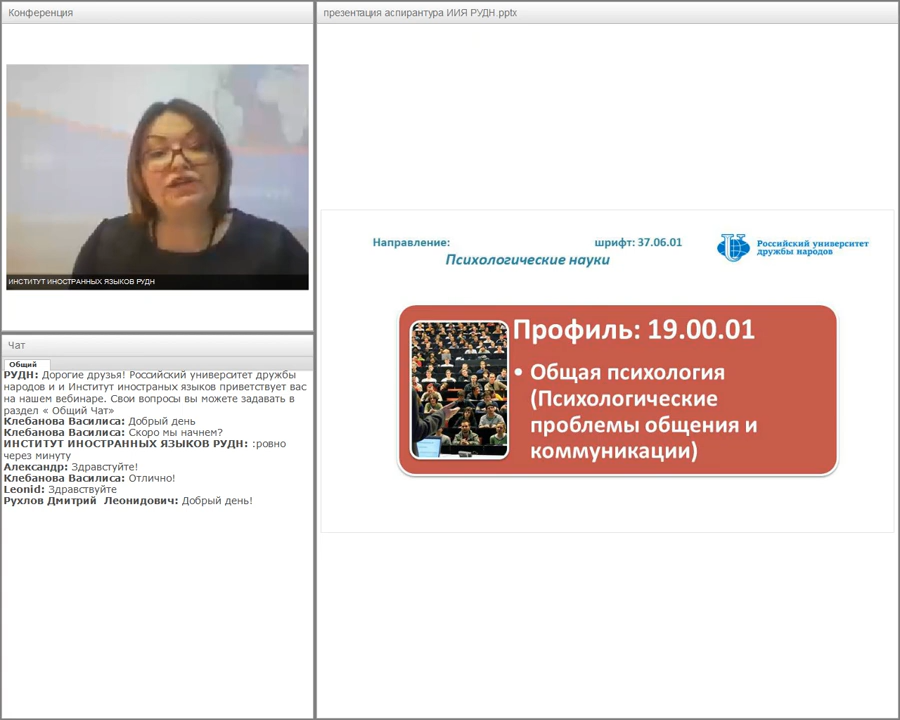 Конференция
ИНСТИТУТ ИНОСТРАННЫХ ЯЗЫКОВ РУДН
Чат
Общий
РУДН: Дорогие друзья! Российский университет дружбы
народов и и Институт иностраных языков приветствует вас
на нашем вебинаре. Свои вопросы вы можете задавать в
раздел « Общий Чат»
Клебанова Василиса: Добрый день
Клебанова Василиса: Скоро мы начнем?
ИНСТИТУТ ИНОСТРАННЫХ ЯЗЫКОВ РУДН: :ровно
через минуту
Александр: Здравстуйте!
Клебанова Василиса: Отлично!
Leonid: Здравствуйте
Рухлов Дмитрий Леонидович: Добрый день!
презентация аспирантура ИИЯ РУДН.pptx
Направление: шрифт: 37.06.01
Психологические науки
Российский университет
дружбы народов
Профиль: 19.00.01
• Общая психология
(Психологические
проблемы общения и
коммуникации)